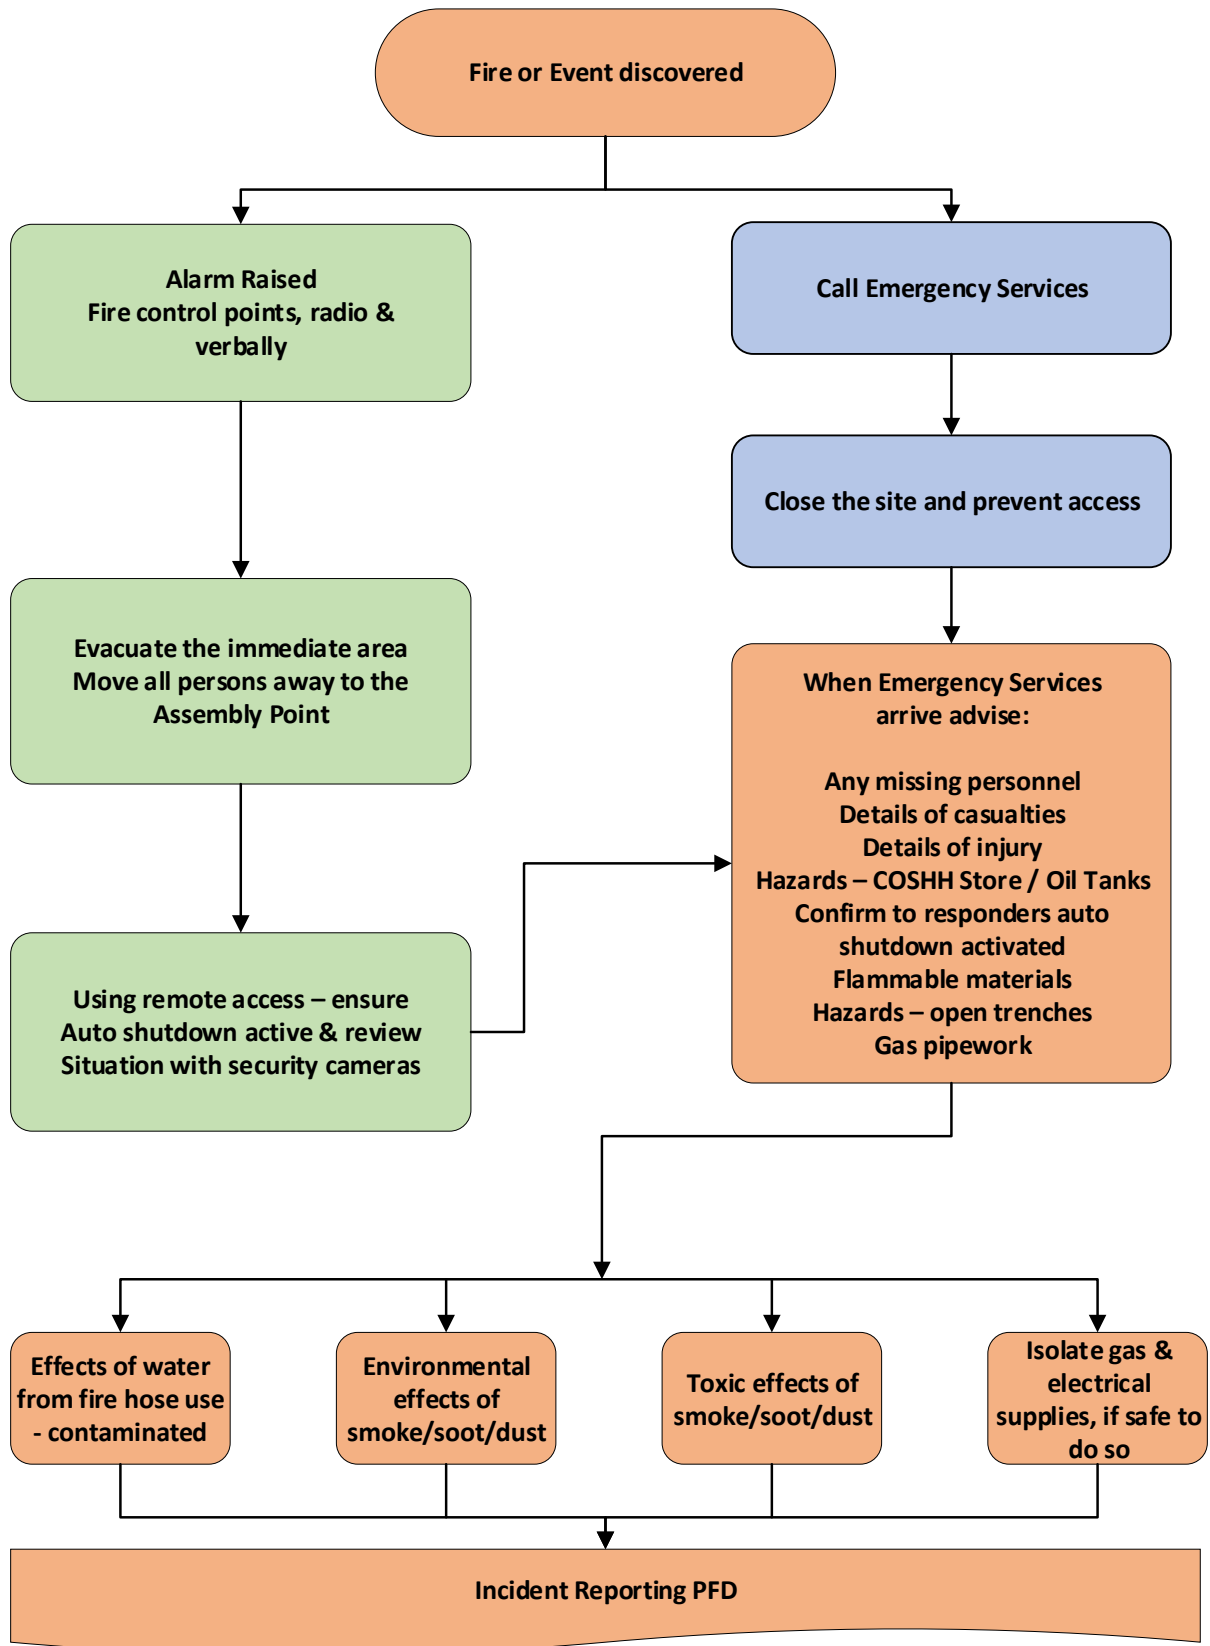 Fire or Event discovered
Alarm Raised
Fire control points, radio &
verbally
Call Emergency Services
Close the site and prevent access
Evacuate the immediate area
Move all persons away to the
Assembly Point
When Emergency Services
arrive advise:
Any missing personnel
Details of casualties
Details of injury
Hazards – COSHH Store / Oil Tanks
Confirm to responders auto
shutdown activated
Flammable materials
Hazards – open trenches
Gas pipework
Using remote access – ensure
Auto shutdown active & review
Situation with security cameras
Effects of water
from fire hose use
- contaminated
Environmental
effects of
smoke/soot/dust
Toxic effects of
smoke/soot/dust
Isolate gas &
electrical
supplies, if safe to
do so
Incident Reporting PFD